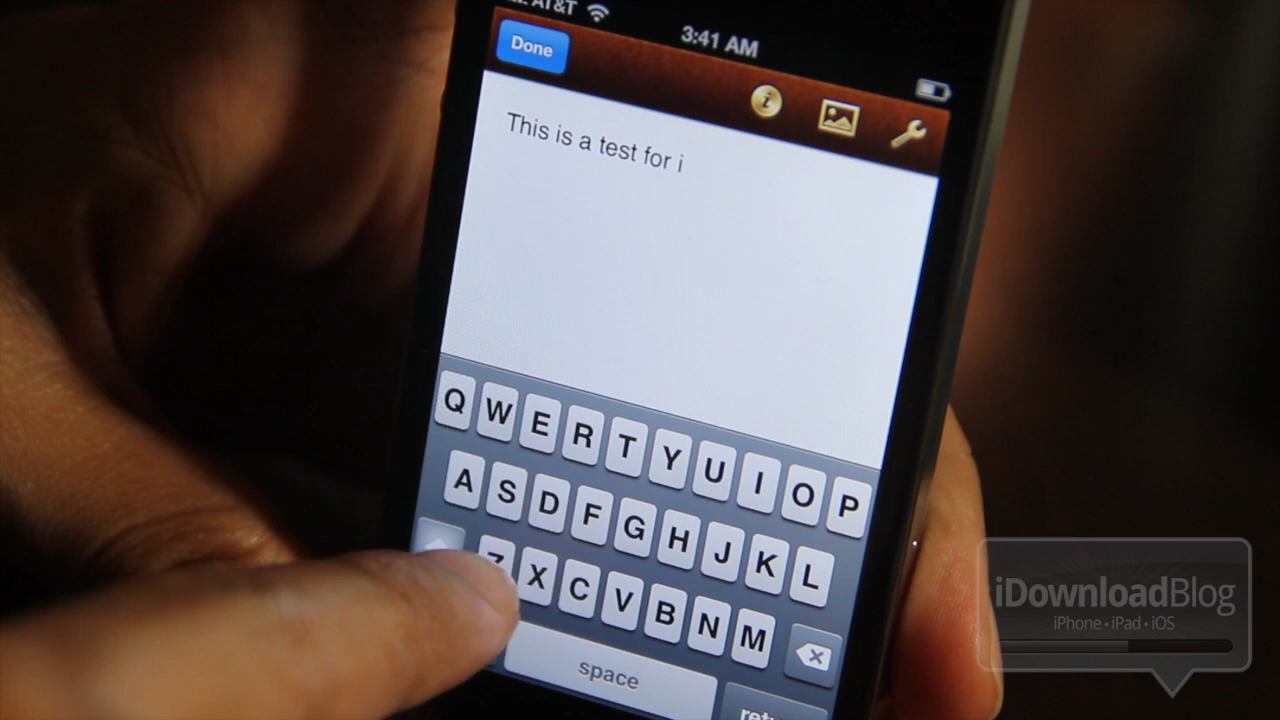 AT&T
3:41 AM
Done
i
This is a test for i
Q W E R T Y U I O P
A S D F G H J K L
Z X C V B N M
space
iDownloadBlog
iPhone • iPad • iOS